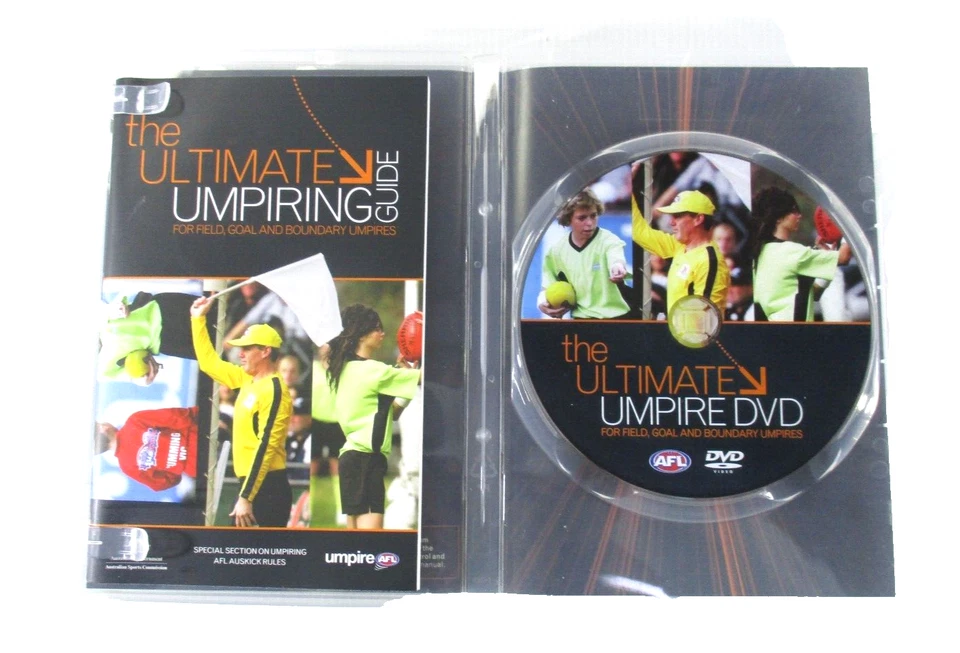 the
ULTIMATE
UMPIRING
GUIDE
FOR FIELD, GOAL AND BOUNDARY UMPIRES
SPECIAL SECTION ON UMPIRING
AFL AUSKICK RULES
umpire AFL
Australian Sports Commission
the
ULTIMATE
UMPIRE DVD
FOR FIELD, GOAL AND BOUNDARY UMPIRES
AFL
DVD
VIDEO